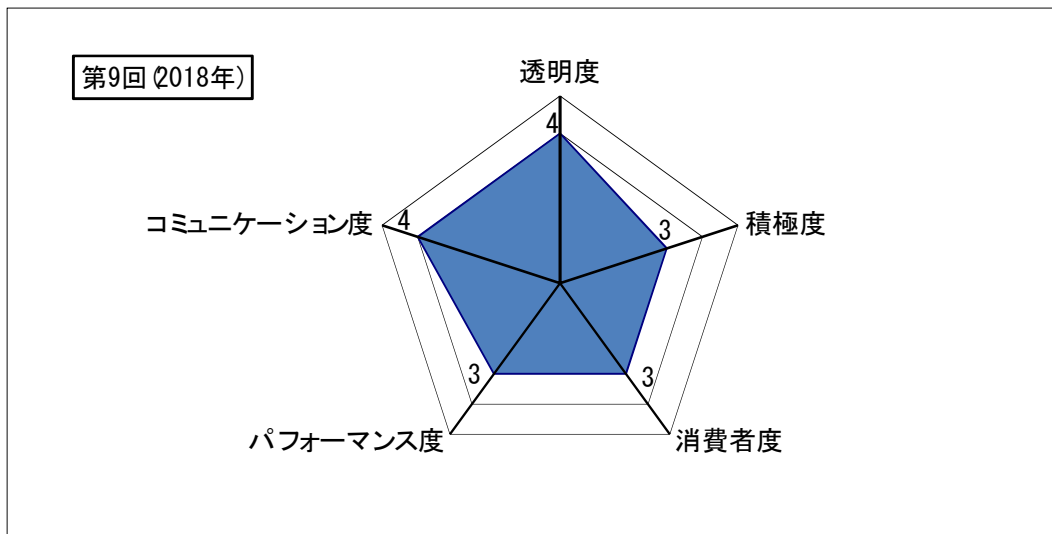 第9回(2018年)
透明度
4
コミュニケーション度
4
3
積極度
3
3
パフォーマンス度
消費者度